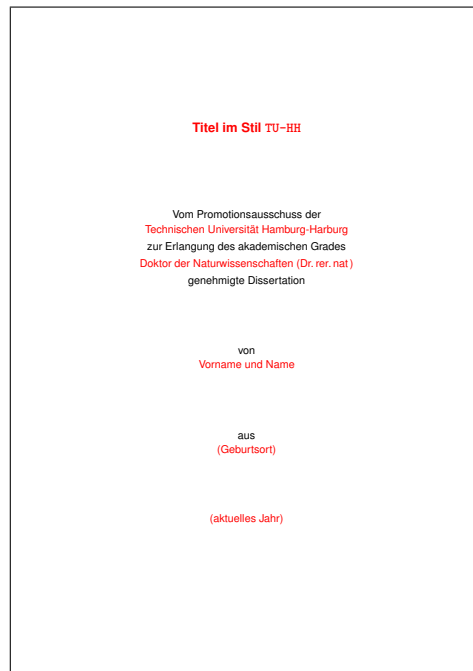 Titel im Stil TU-HH
Vom Promotionsausschuss der
Technischen Universität Hamburg-Harburg
zur Erlangung des akademischen Grades
Doktor der Naturwissenschaften (Dr. rer. nat )
genehmigte Dissertation
von
Vorname und Name
aus
(Geburtsort)
(aktuelles Jahr)